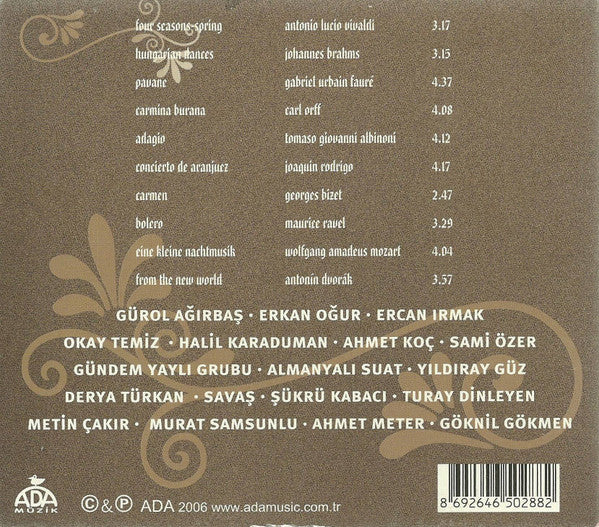 four seasons-spring antonio lucio vivaldi 3.17
hungarian dances johannes brahms 3.15
pavane gabriel urbain fauré 4.37
carmina burana carl orff 4.08
adagio tomaso giovanni albinoni 4.12
concierto de aranjuez joaquin rodrigo 4.17
carmen georges bizet 2.47
bolero maurice ravel 3.29
eine kleine nachtmusik wolfgang amadeus mozart 4.04
from the new world antonín dvorák 3.57
GÜROL AĞIRBAŞ · ERKAN OĞUR · ERCAN IRMAK
OKAY TEMİZ · HALİL KARADUMAN · AHMET KOÇ · SAMİ ÖZER
GÜNDEM YAYLI GRUBU · ALMANYALI SUAT · YILDIRAY GÜZ
DERYA TÜRKAN · SAVAŞ · ŞÜKRÜ KABACI · TURAY DİNLEYEN
METİN ÇAKIR · MURAT SAMSUNLU · AHMET METER · GÖKNİL GÖKMEN
ADA
MÜZİK
© & ℗ ADA 2006 www.adamusic.com.tr
8 692646 502882